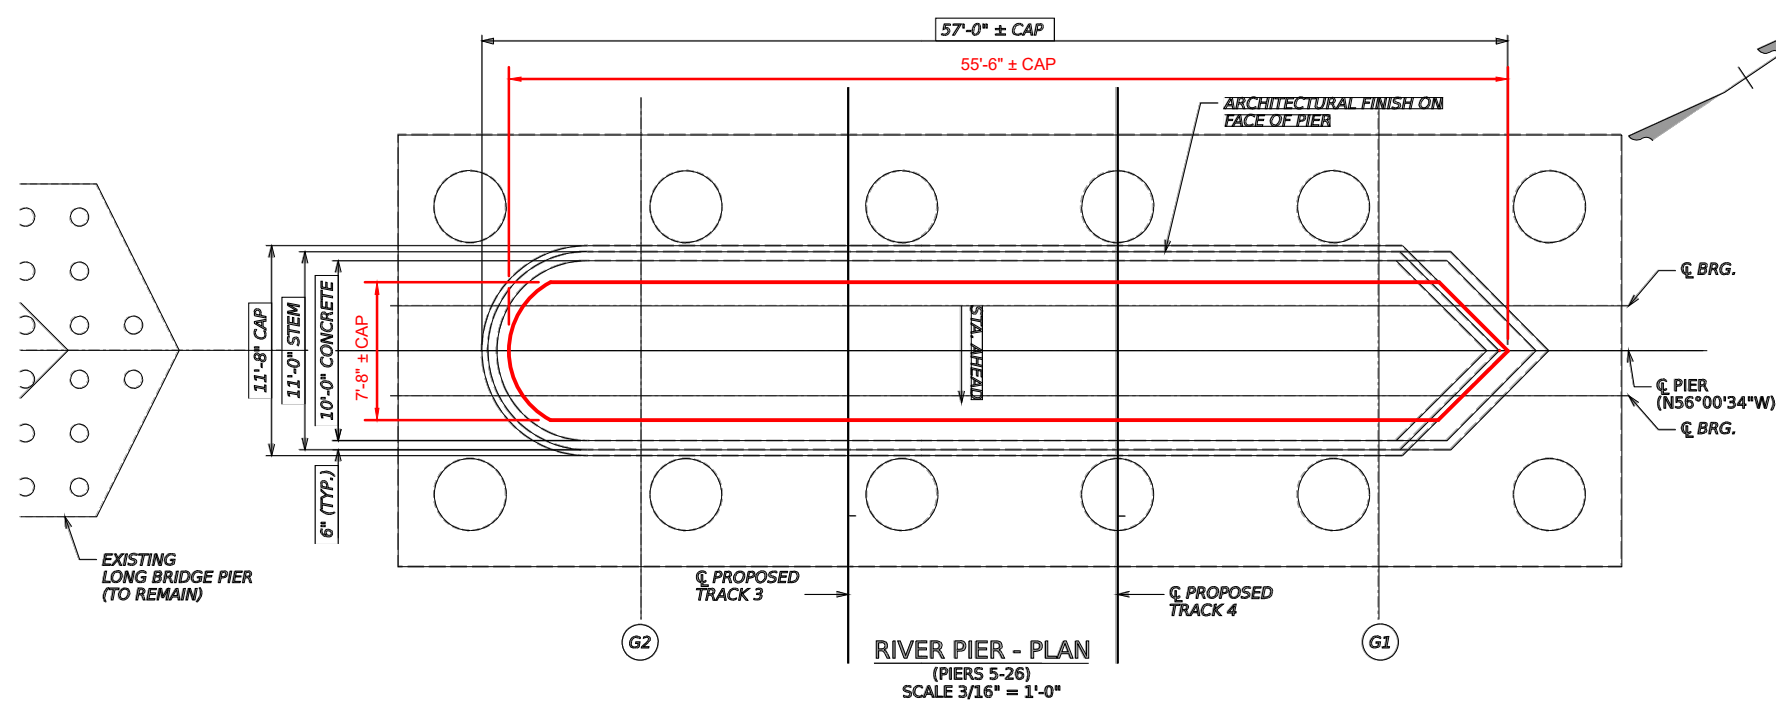 57'-0" ± CAP
55'-6" ± CAP
ARCHITECTURAL FINISH ON
FACE OF PIER
℄ BRG.
11'-8" CAP
11'-0" STEM
10'-0" CONCRETE
7'-8" ± CAP
STA. AHEAD
℄ PIER
(N56°00'34"W)
℄ BRG.
6" (TYP.)
EXISTING
LONG BRIDGE PIER
(TO REMAIN)
℄ PROPOSED
TRACK 3
℄ PROPOSED
TRACK 4
G2
G1
RIVER PIER - PLAN
(PIERS 5-26)
SCALE 3/16" = 1'-0"